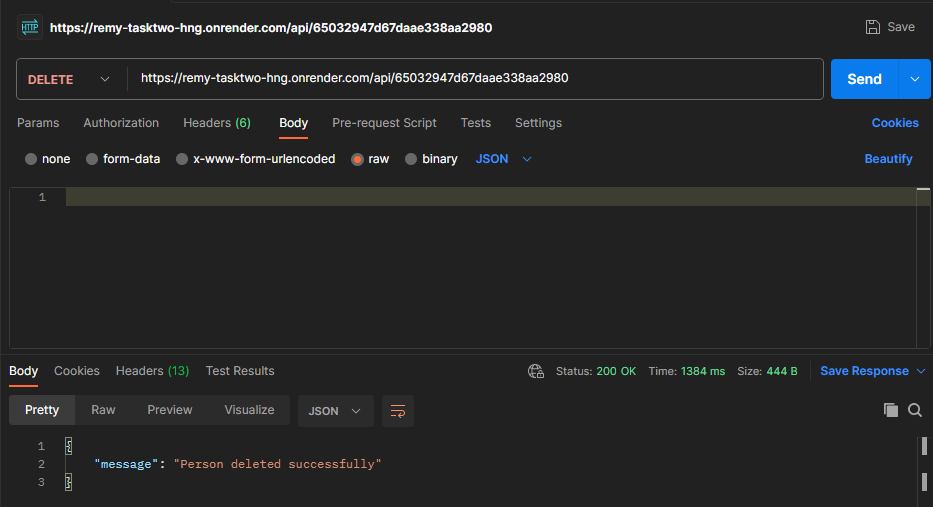 HTTP https://remy-tasktwo-hng.onrender.com/api/65032947d67daae338aa2980 Save
DELETE https://remy-tasktwo-hng.onrender.com/api/65032947d67daae338aa2980 Send
Params Authorization Headers (6) Body Pre-request Script Tests Settings Cookies
none form-data x-www-form-urlencoded raw binary JSON Beautify
1
Body Cookies Headers (13) Test Results Status: 200 OK Time: 1384 ms Size: 444 B Save Response
Pretty Raw Preview Visualize JSON
1 {
2 "message": "Person deleted successfully"
3 }